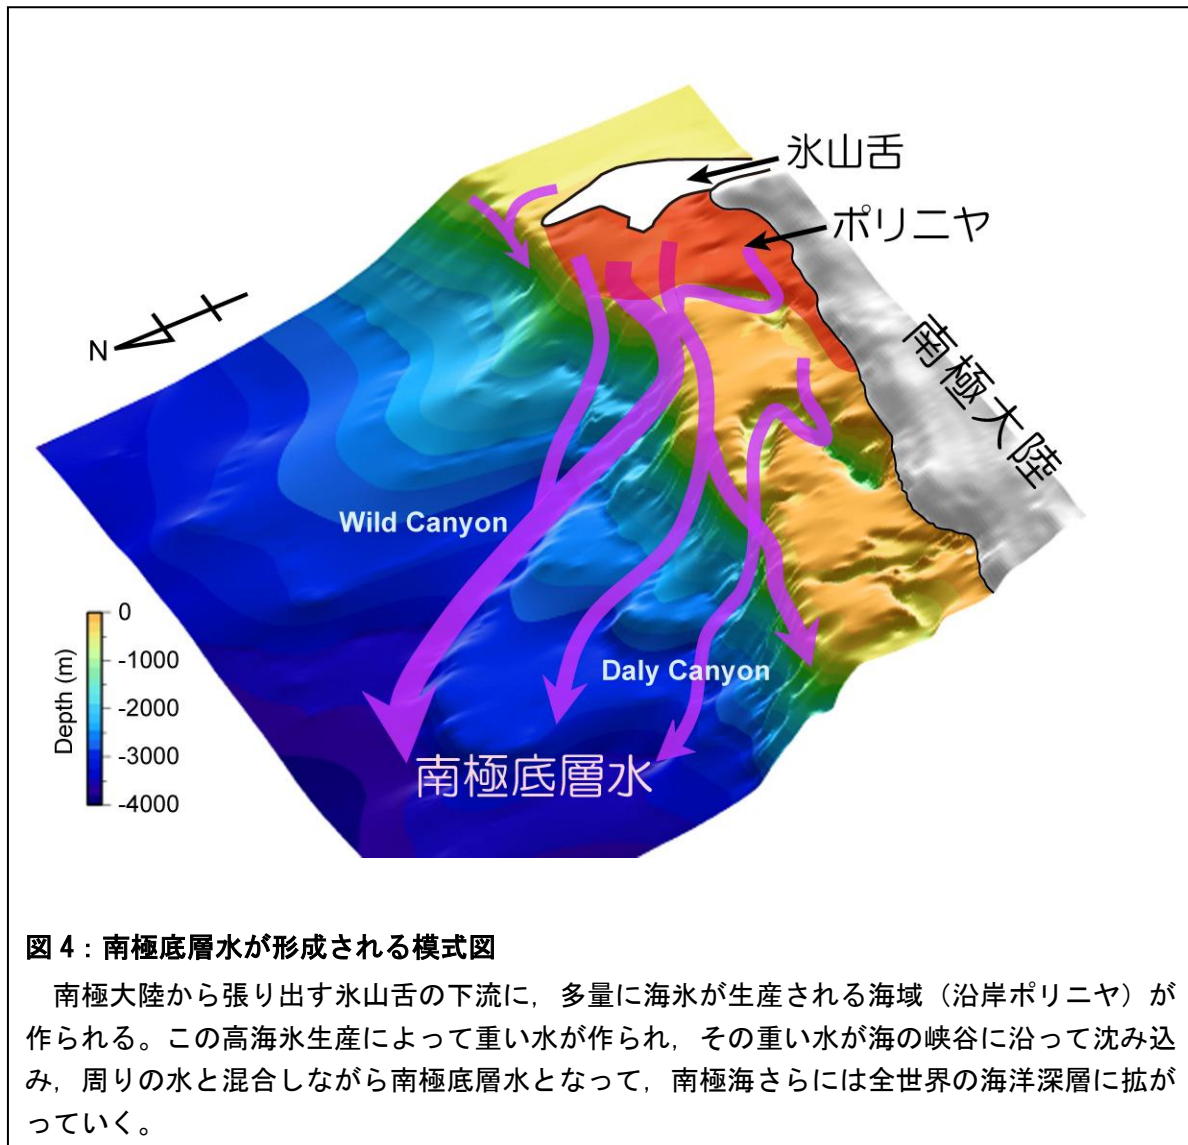 氷山舌
ポリニヤ
南極大陸
N
Wild Canyon
Daly Canyon
南極底層水
Depth (m)
0
-1000
-2000
-3000
-4000
図 4：南極底層水が形成される模式図
　南極大陸から張り出す氷山舌の下流に，多量に海氷が生産される海域（沿岸ポリニヤ）が
作られる。この高海氷生産によって重い水が作られ，その重い水が海の峡谷に沿って沈み込
み，周りの水と混合しながら南極底層水となって，南極海さらには全世界の海洋深層に拡が
っていく。